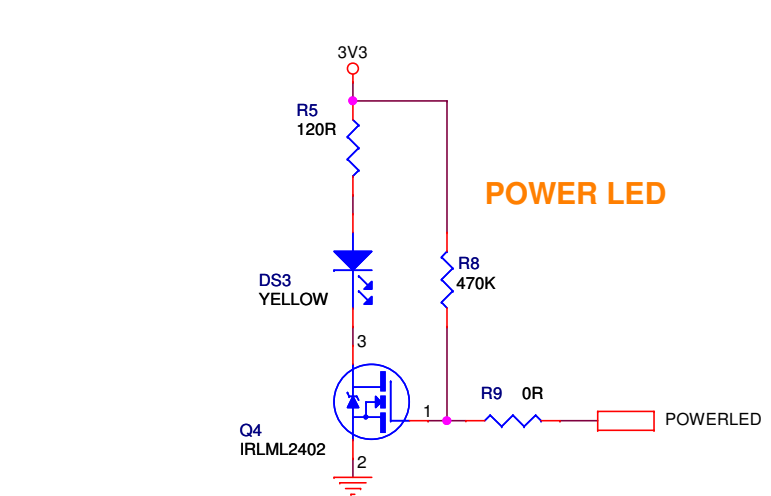 3V3
R5
120R
POWER LED
R8
470K
DS3
YELLOW
3
R9 0R
1
POWERLED
Q4
IRLML2402
2